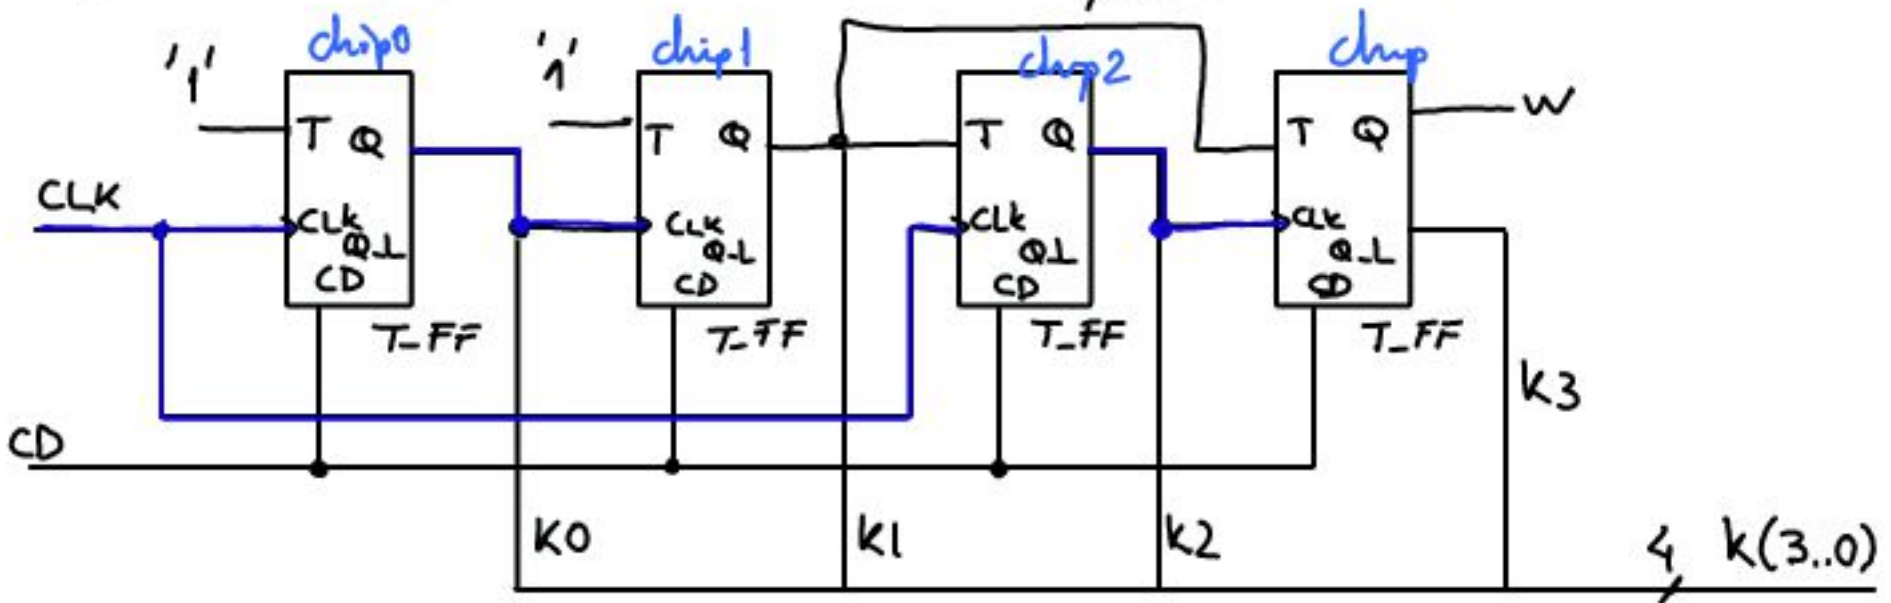 chip0 chip1 chip2 chip
'1' '1'
T Q T Q T Q T Q W
CLK
CLK CLK CLK CLK
Q_L Q_L Q_L Q_L
CD CD CD CD
T_FF T_FF T_FF T_FF
K3
CD
K0 K1 K2 4 K(3..0)